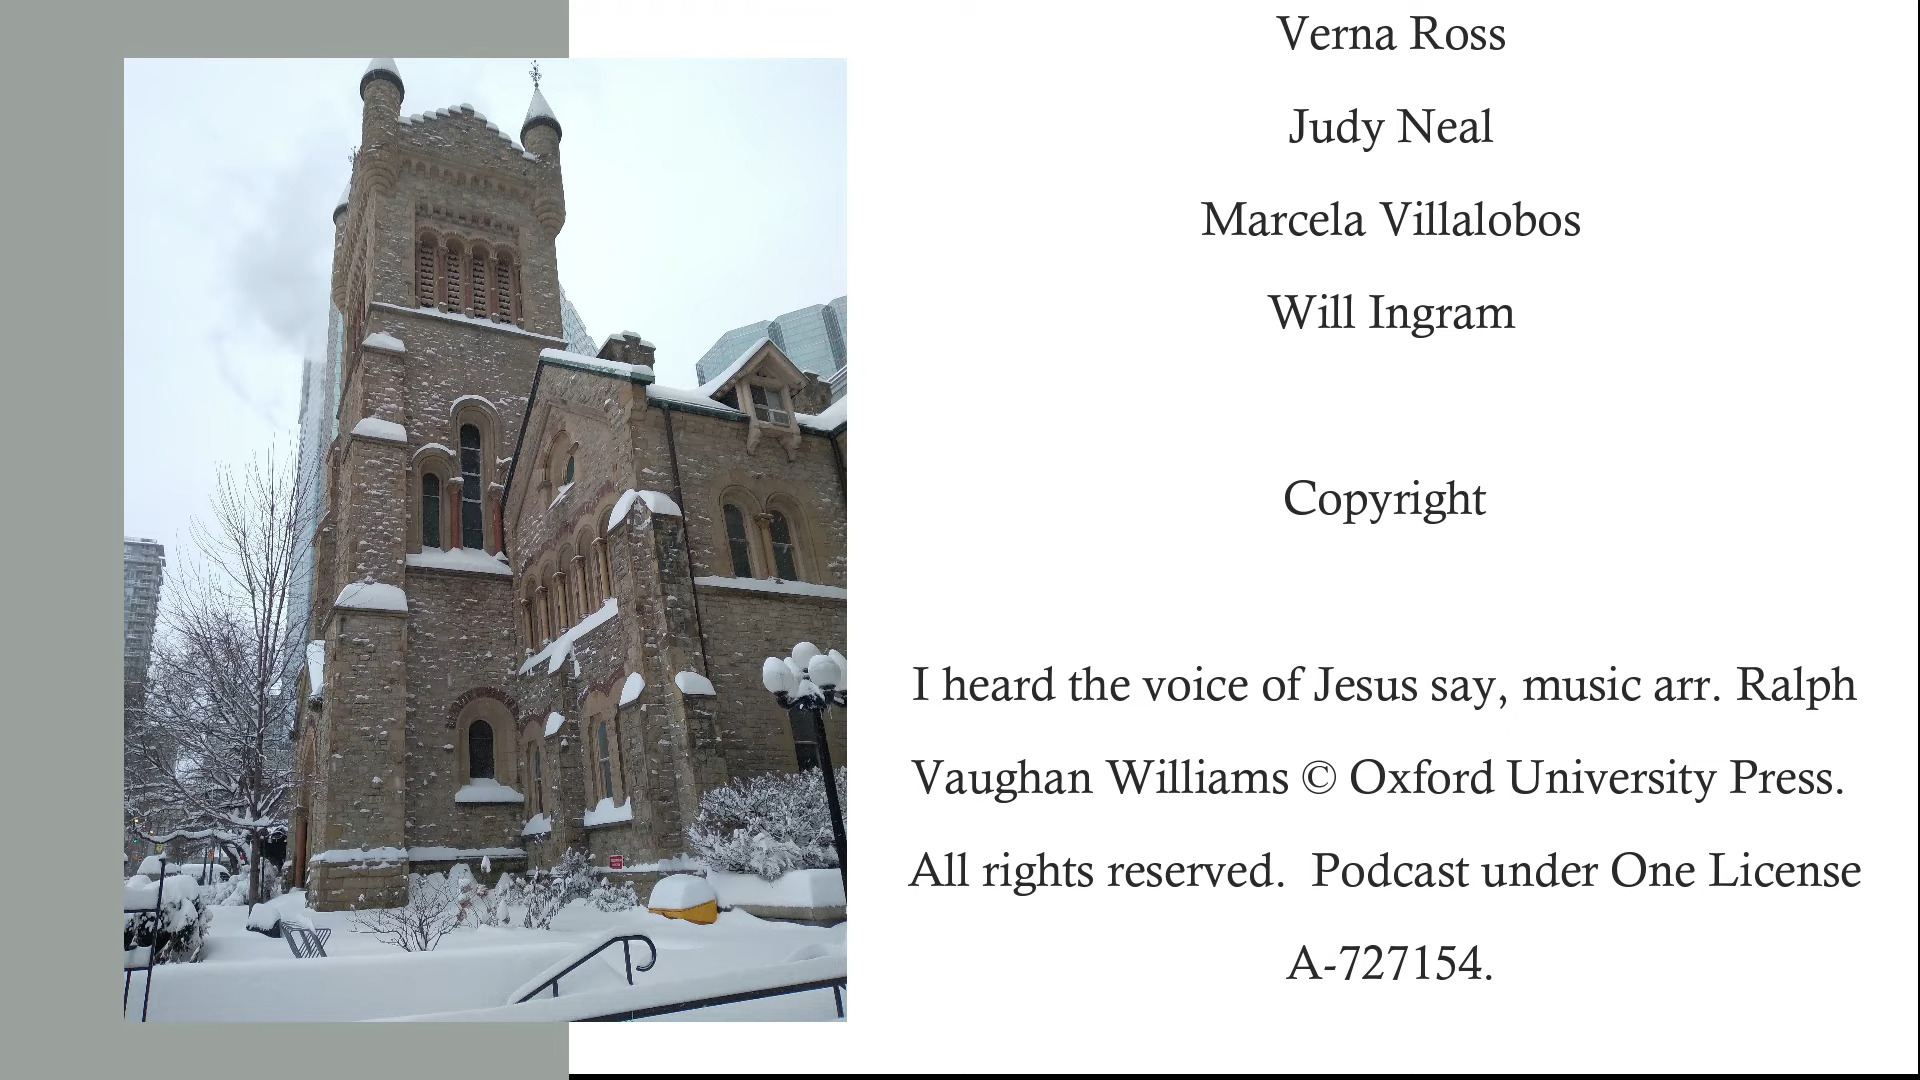 Verna Ross
Judy Neal
Marcela Villalobos
Will Ingram
Copyright
I heard the voice of Jesus say, music arr. Ralph
Vaughan Williams © Oxford University Press.
All rights reserved.  Podcast under One License
A-727154.